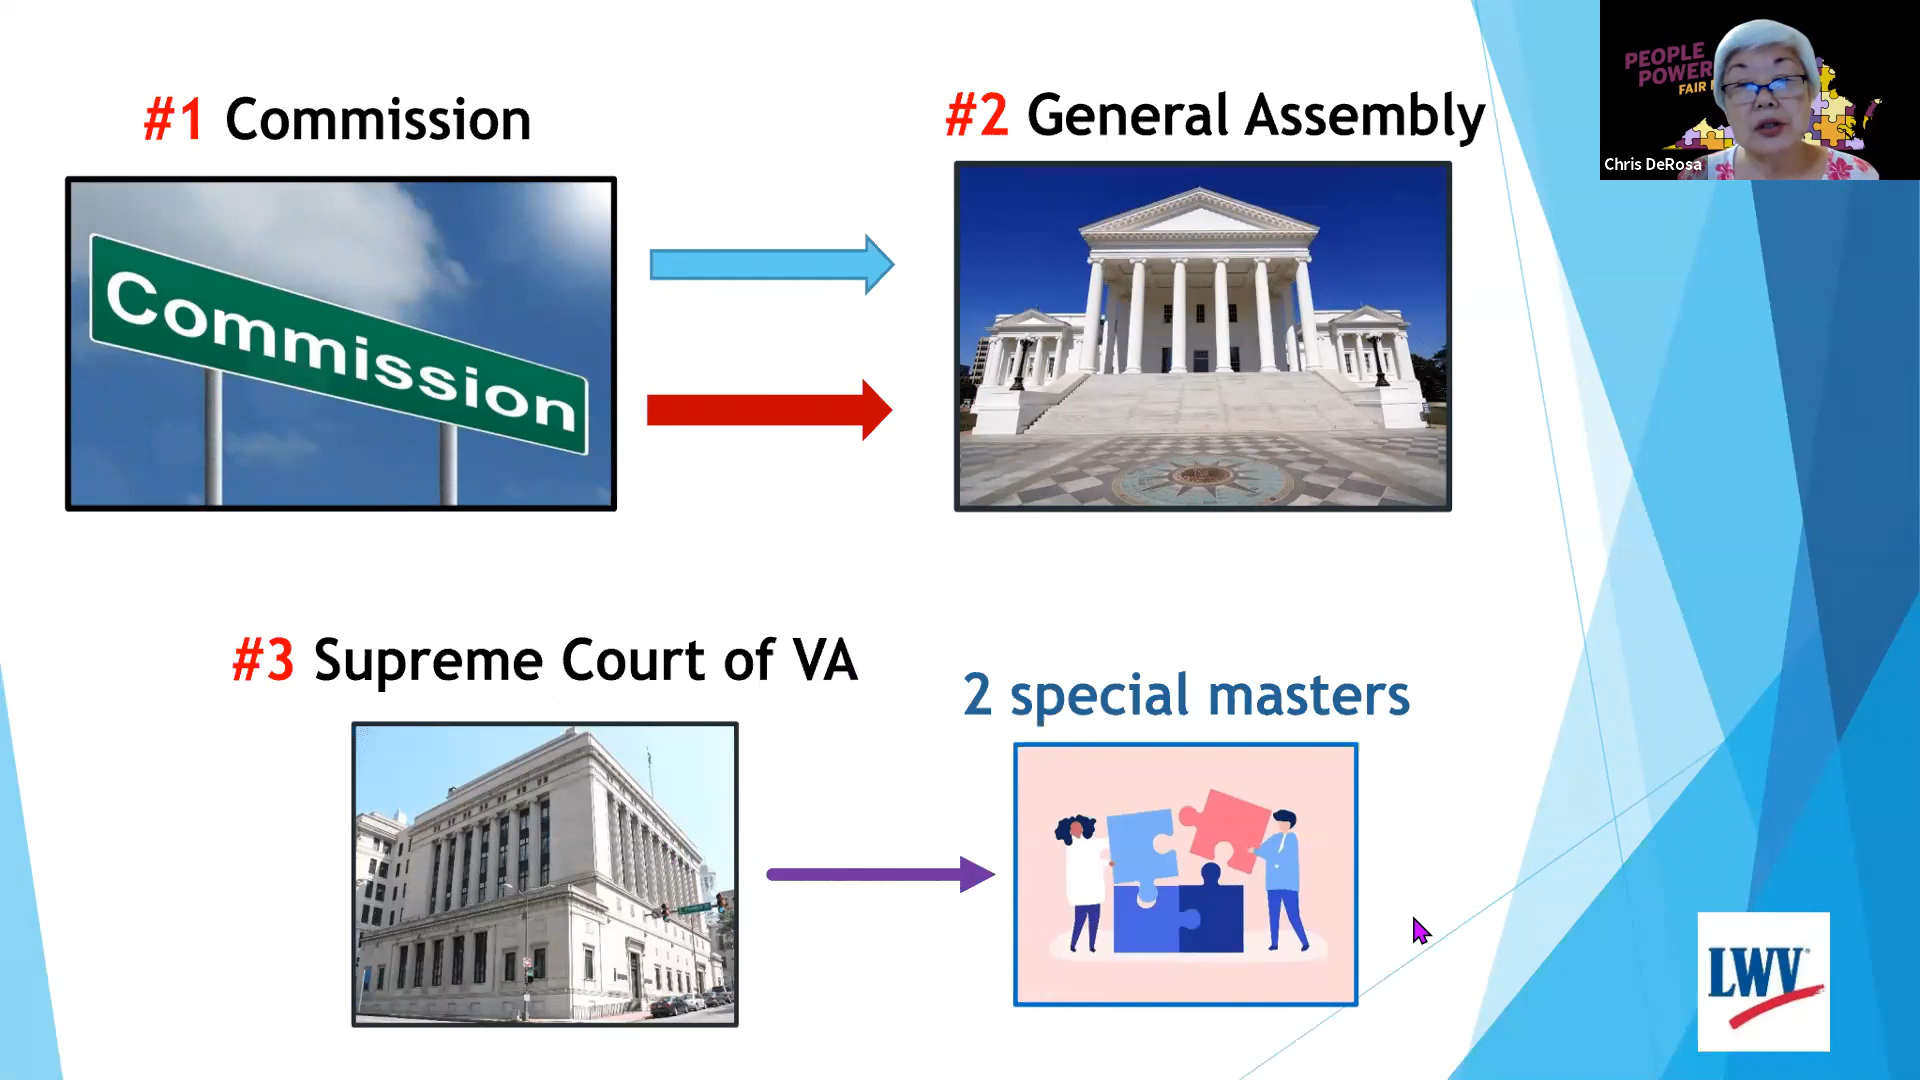 #1 Commission
#2 General Assembly
PEOPLE
POWER
FAIR
Chris DeRosa
Commission
#3 Supreme Court of VA
2 special masters
LWV